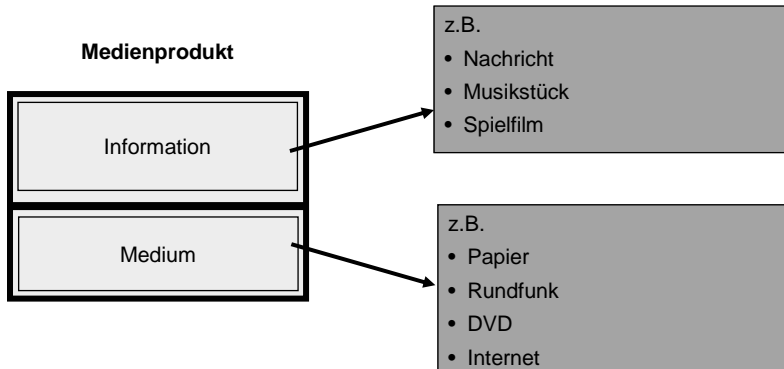 Medienprodukt
Information
Medium
z.B.
• Nachricht
• Musikstück
• Spielfilm
z.B.
• Papier
• Rundfunk
• DVD
• Internet